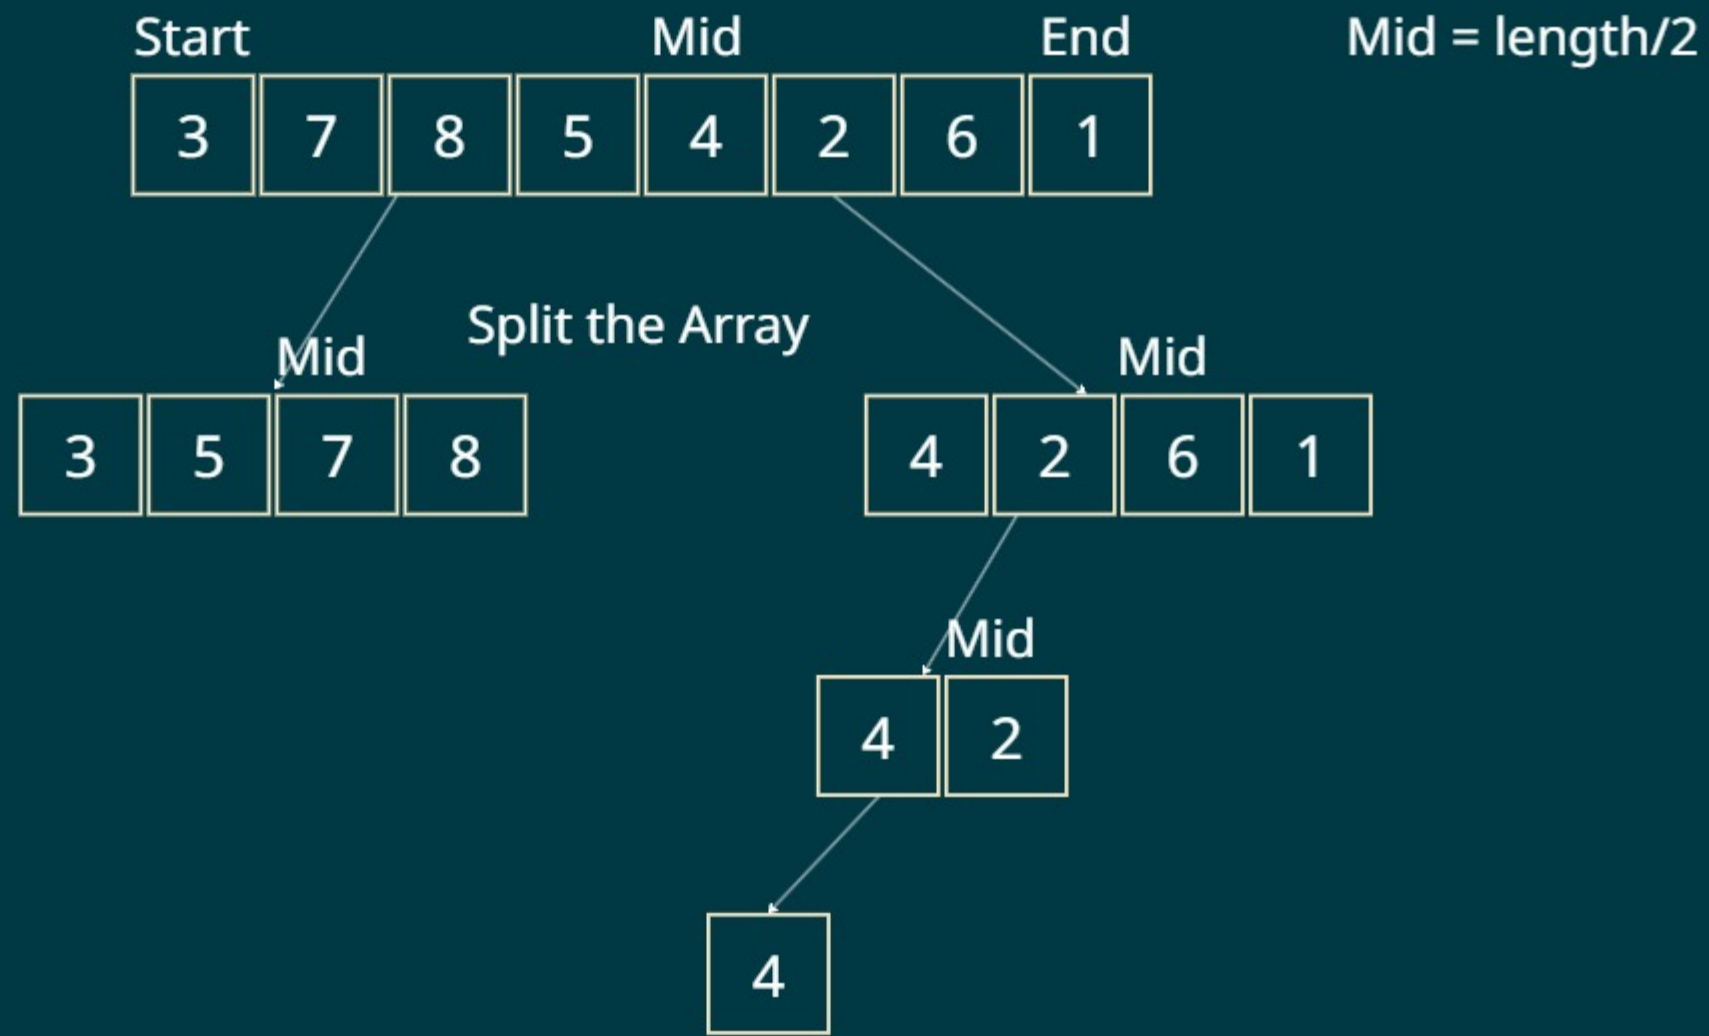 Start Mid End Mid = length/2
3 7 8 5 4 2 6 1
Split the Array
Mid Mid
3 5 7 8 4 2 6 1
Mid
4 2
4